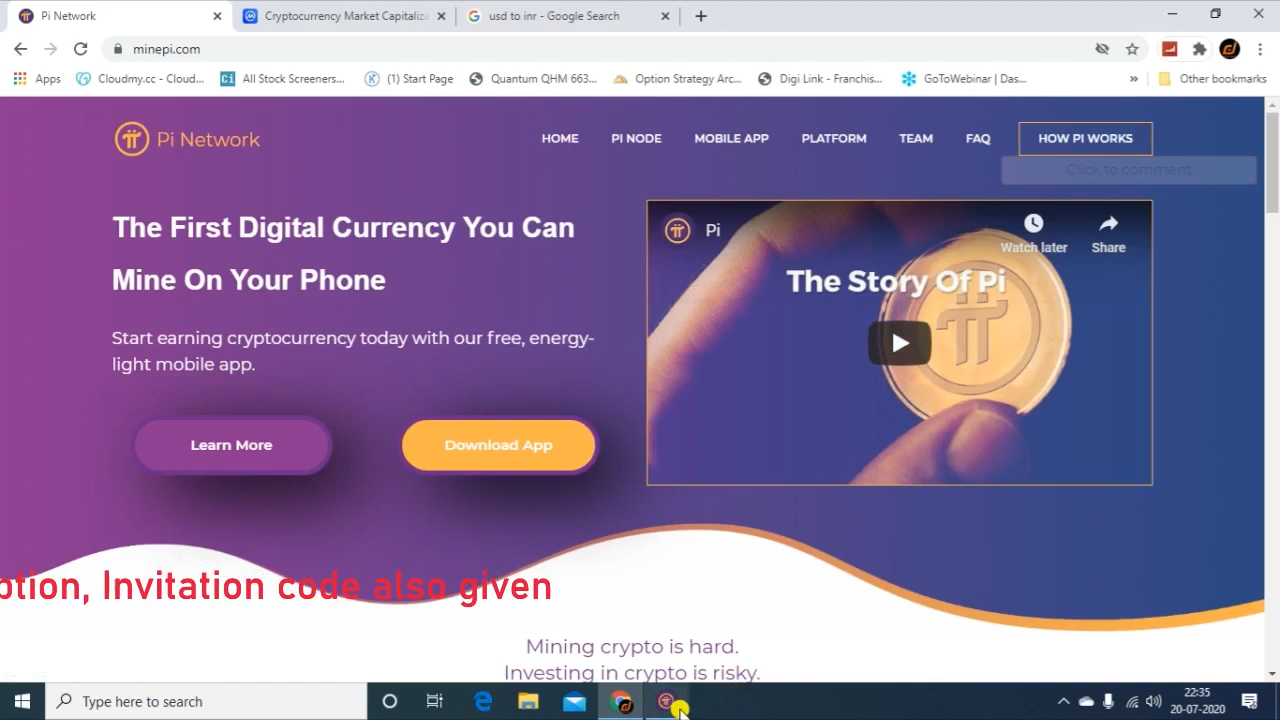 Pi Network
Cryptocurrency Market Capitaliza
usd to inr - Google Search
minepi.com
Apps
Cloudmy.cc - Cloud...
All Stock Screeners...
(1) Start Page
Quantum QHM 663...
Option Strategy Arc...
Digi Link - Franchis...
GoToWebinar | Das...
»
Other bookmarks
Pi Network
HOME
PI NODE
MOBILE APP
PLATFORM
TEAM
FAQ
HOW PI WORKS
Click to comment
The First Digital Currency You Can
Mine On Your Phone
Start earning cryptocurrency today with our free, energy-
light mobile app.
Learn More
Download App
Pi
Watch later
Share
The Story Of Pi
ption, Invitation code also given
Mining crypto is hard.
Investing in crypto is risky.
Type here to search
22:35
20-07-2020